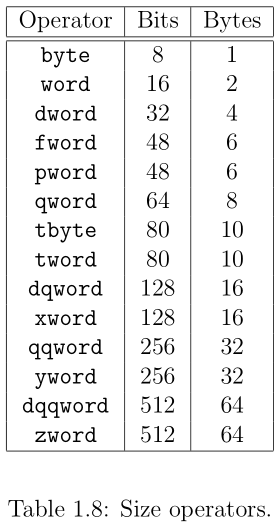 Operator Bits Bytes
byte 8 1
word 16 2
dword 32 4
fword 48 6
pword 48 6
qword 64 8
tbyte 80 10
tword 80 10
dqword 128 16
xword 128 16
qqword 256 32
yword 256 32
dqqword 512 64
zword 512 64
Table 1.8: Size operators.